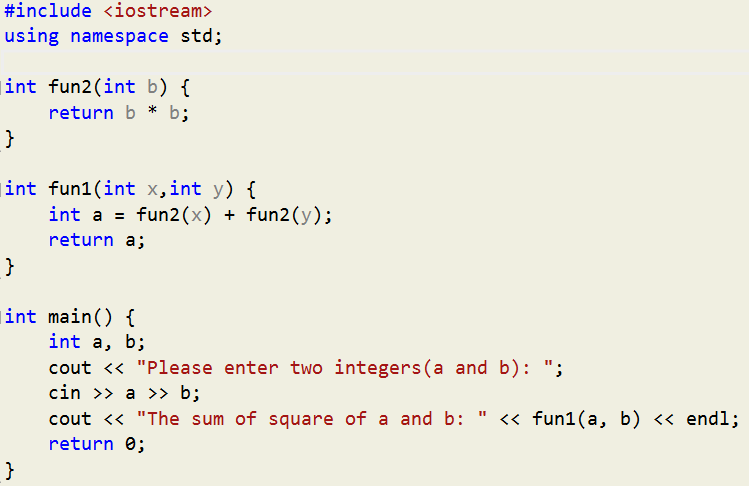 #include <iostream>
using namespace std;
int fun2(int b) {
return b * b;
}
int fun1(int x,int y) {
int a = fun2(x) + fun2(y);
return a;
}
int main() {
int a, b;
cout << "Please enter two integers(a and b): ";
cin >> a >> b;
cout << "The sum of square of a and b: " << fun1(a, b) << endl;
return 0;
}